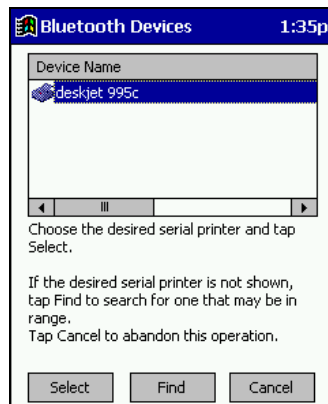 Bluetooth Devices 1:35p
Device Name
deskjet 995c
Choose the desired serial printer and tap
Select.
If the desired serial printer is not shown,
tap Find to search for one that may be in
range.
Tap Cancel to abandon this operation.
Select Find Cancel